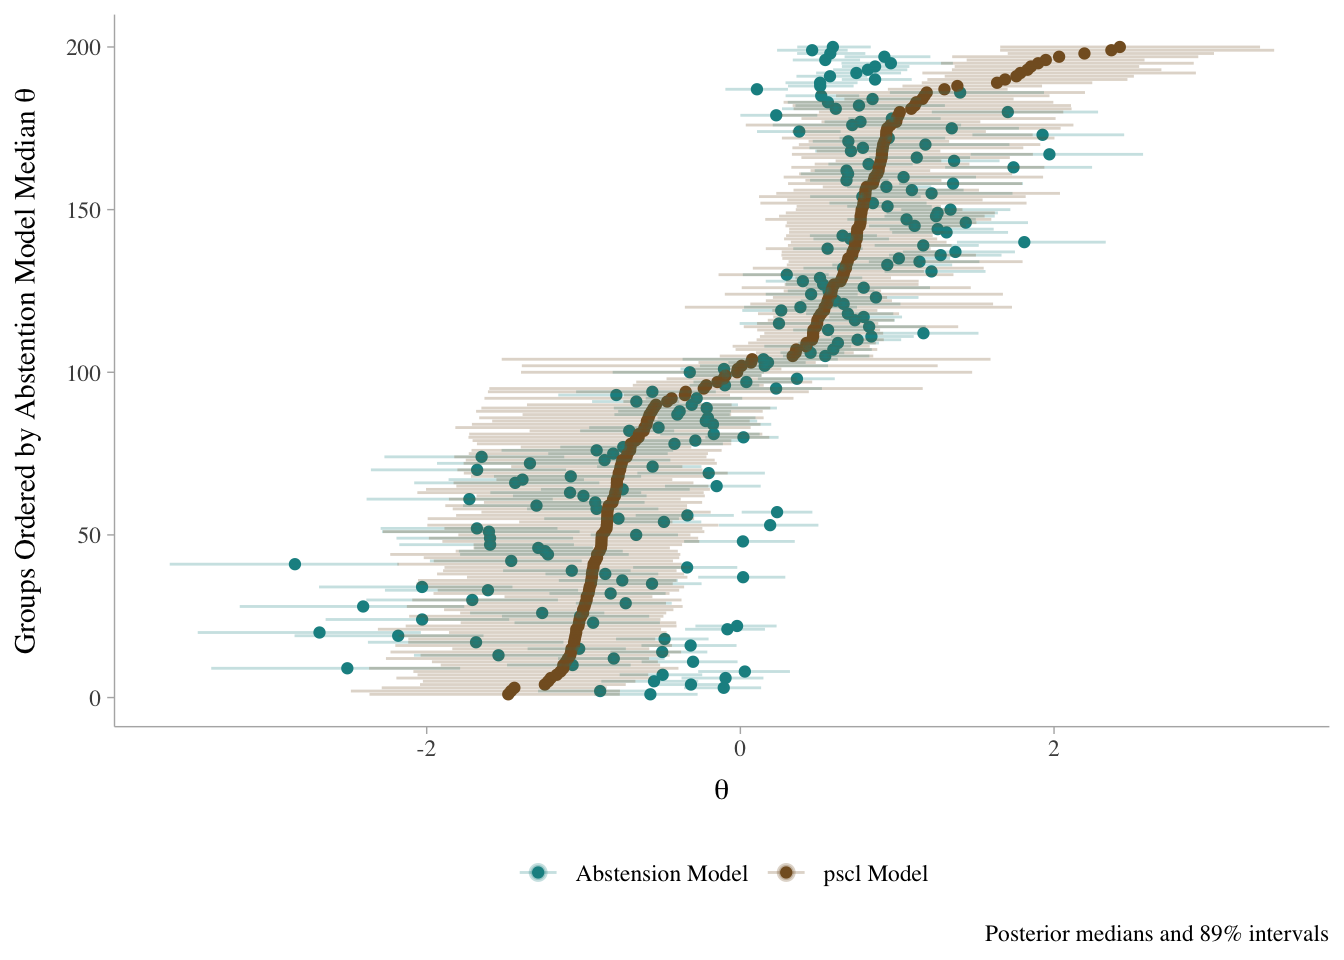 Groups Ordered by Abstention Model Median θ
200
150
100
50
0
-2
0
2
θ
Abstension Model
pscl Model
Posterior medians and 89% intervals